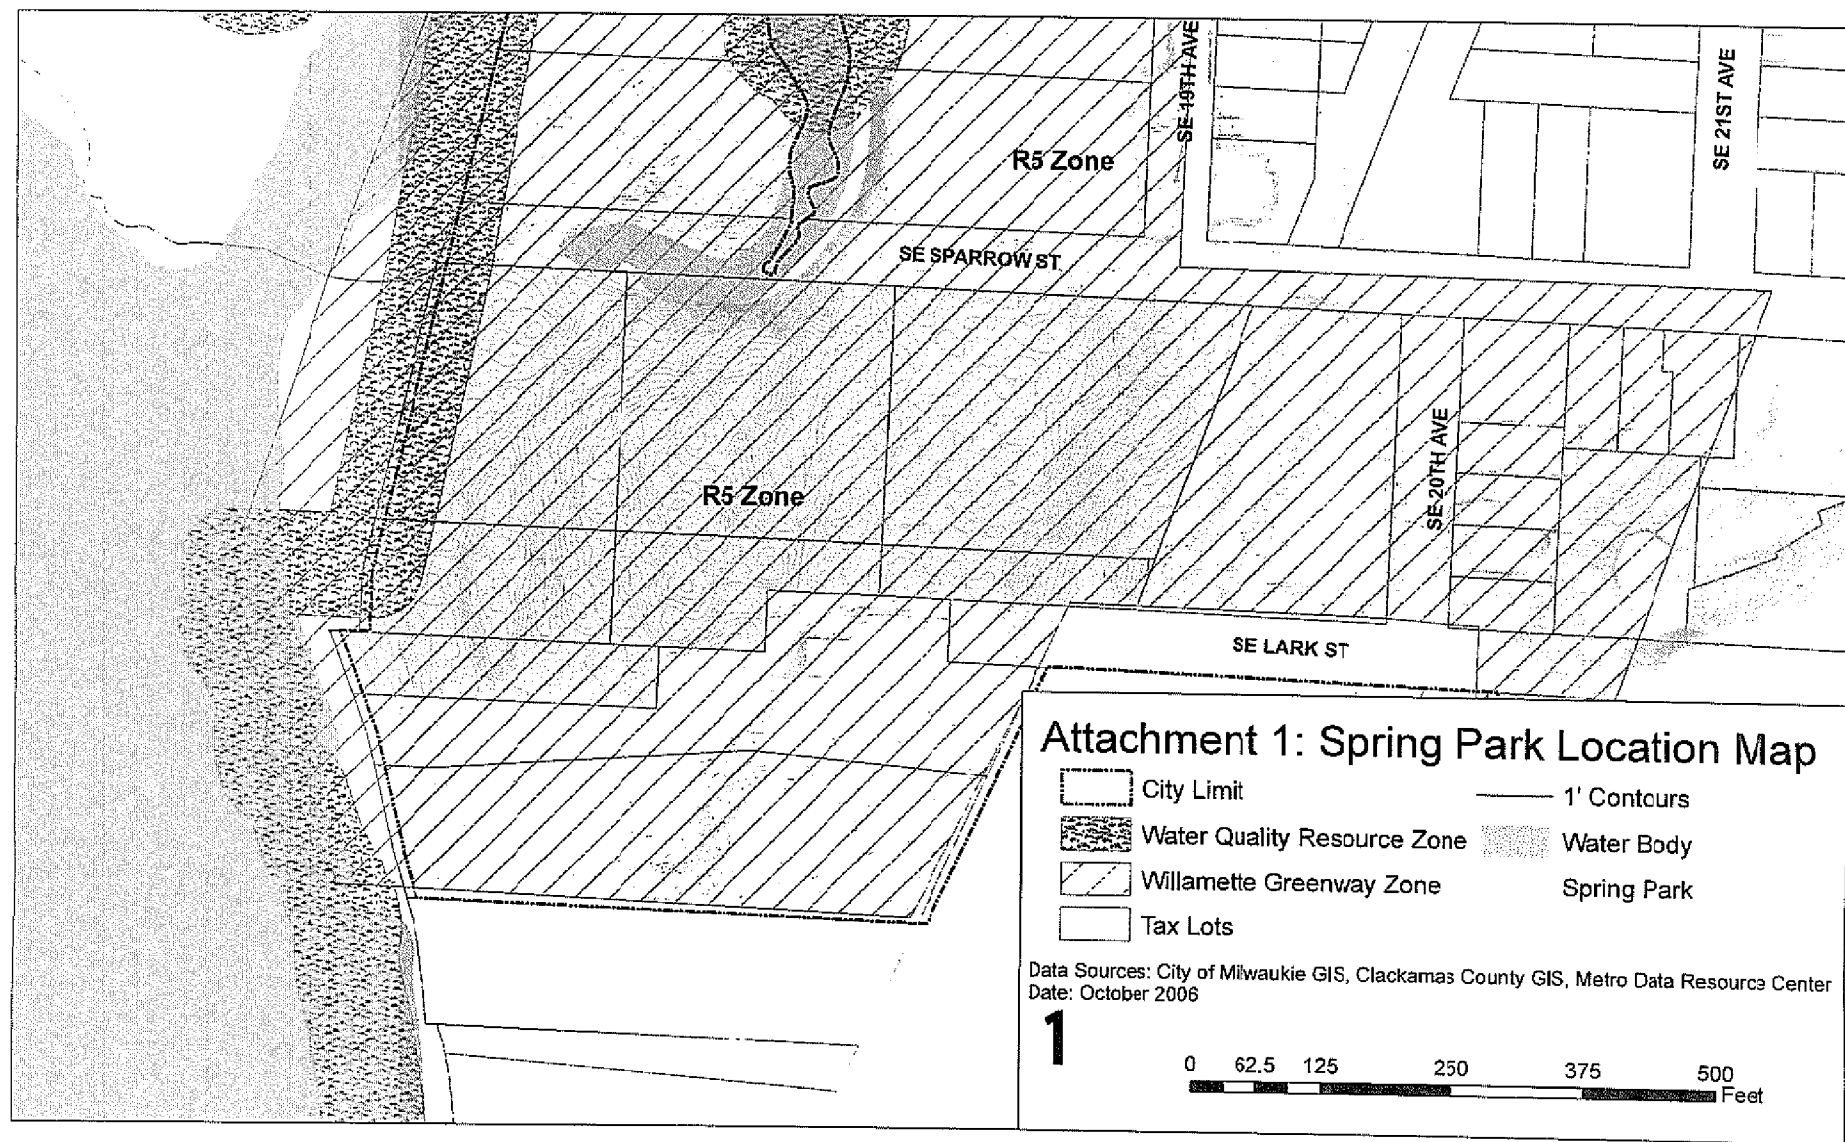 SE 19TH AVE
SE 21ST AVE
R5 Zone
SE SPARROW ST
SE 20TH AVE
R5 Zone
SE LARK ST
Attachment 1: Spring Park Location Map
City Limit
1' Contours
Water Quality Resource Zone
Water Body
Willamette Greenway Zone
Spring Park
Tax Lots
Data Sources: City of Milwaukie GIS, Clackamas County GIS, Metro Data Resource Center
Date: October 2006
1
0 62.5 125 250 375 500
Feet